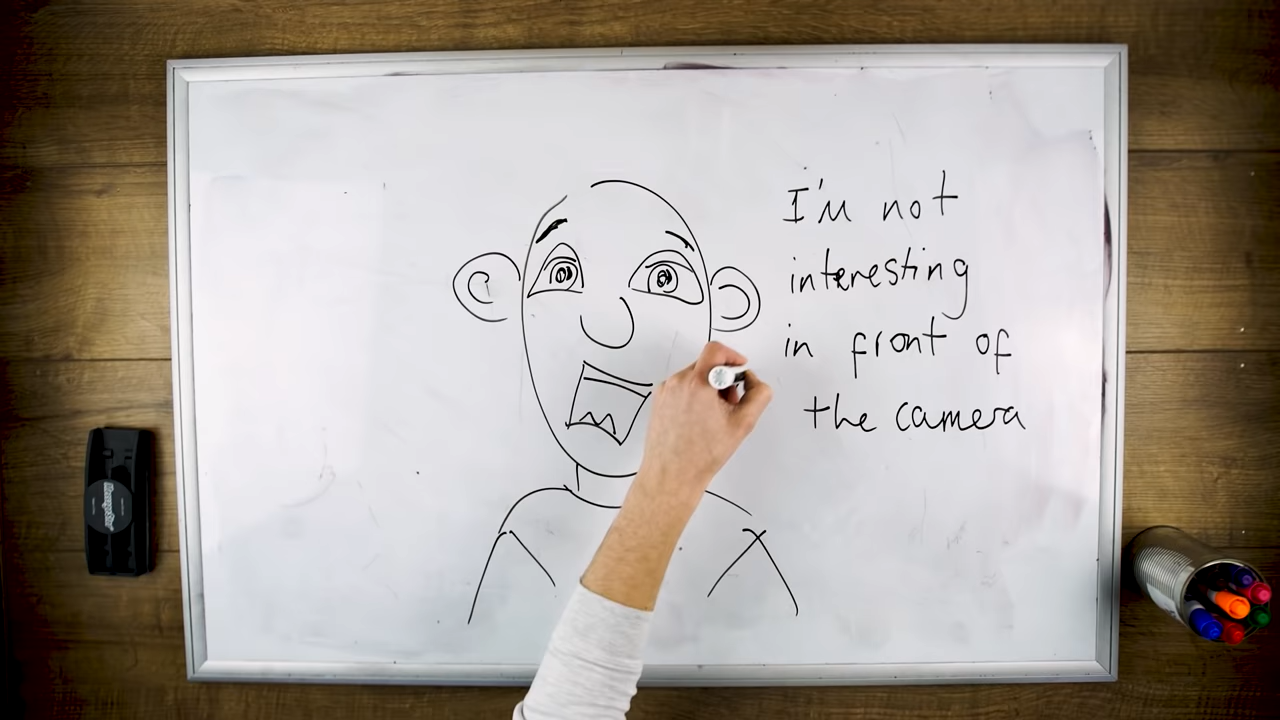 I'm not
interesting
in front of
the camera